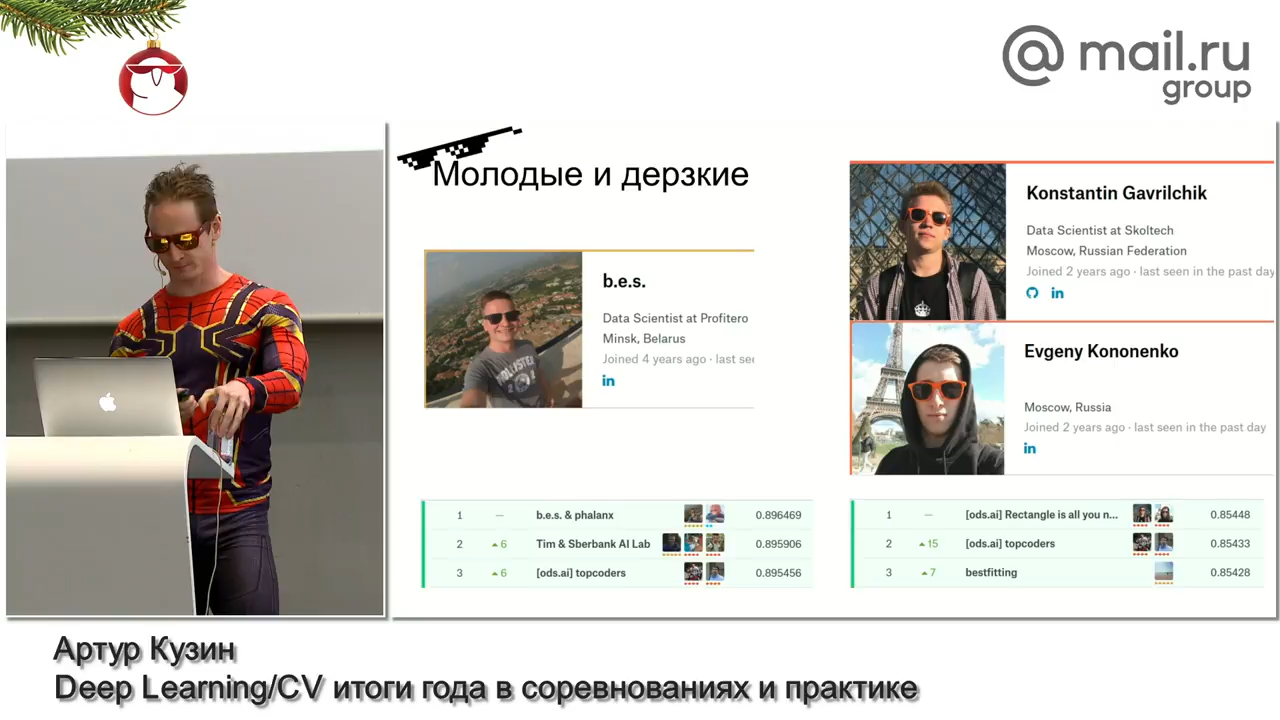 @ mail.ru
group
Молодые и дерзкие
b.e.s.
Data Scientist at Profitero
Minsk, Belarus
Joined 4 years ago · last see
in
Konstantin Gavrilchik
Data Scientist at Skoltech
Moscow, Russian Federation
Joined 2 years ago · last seen in the past day
in
Evgeny Kononenko
Moscow, Russia
Joined 2 years ago · last seen in the past day
in
1 — b.e.s. & phalanx 0.896469
2 6 Tim & Sberbank AI Lab 0.895906
3 6 [ods.ai] topcoders 0.895456
1 — [ods.ai] Rectangle is all you n... 0.85448
2 15 [ods.ai] topcoders 0.85433
3 7 bestfitting 0.85428
Артур Кузин
Deep Learning/CV итоги года в соревнованиях и практике